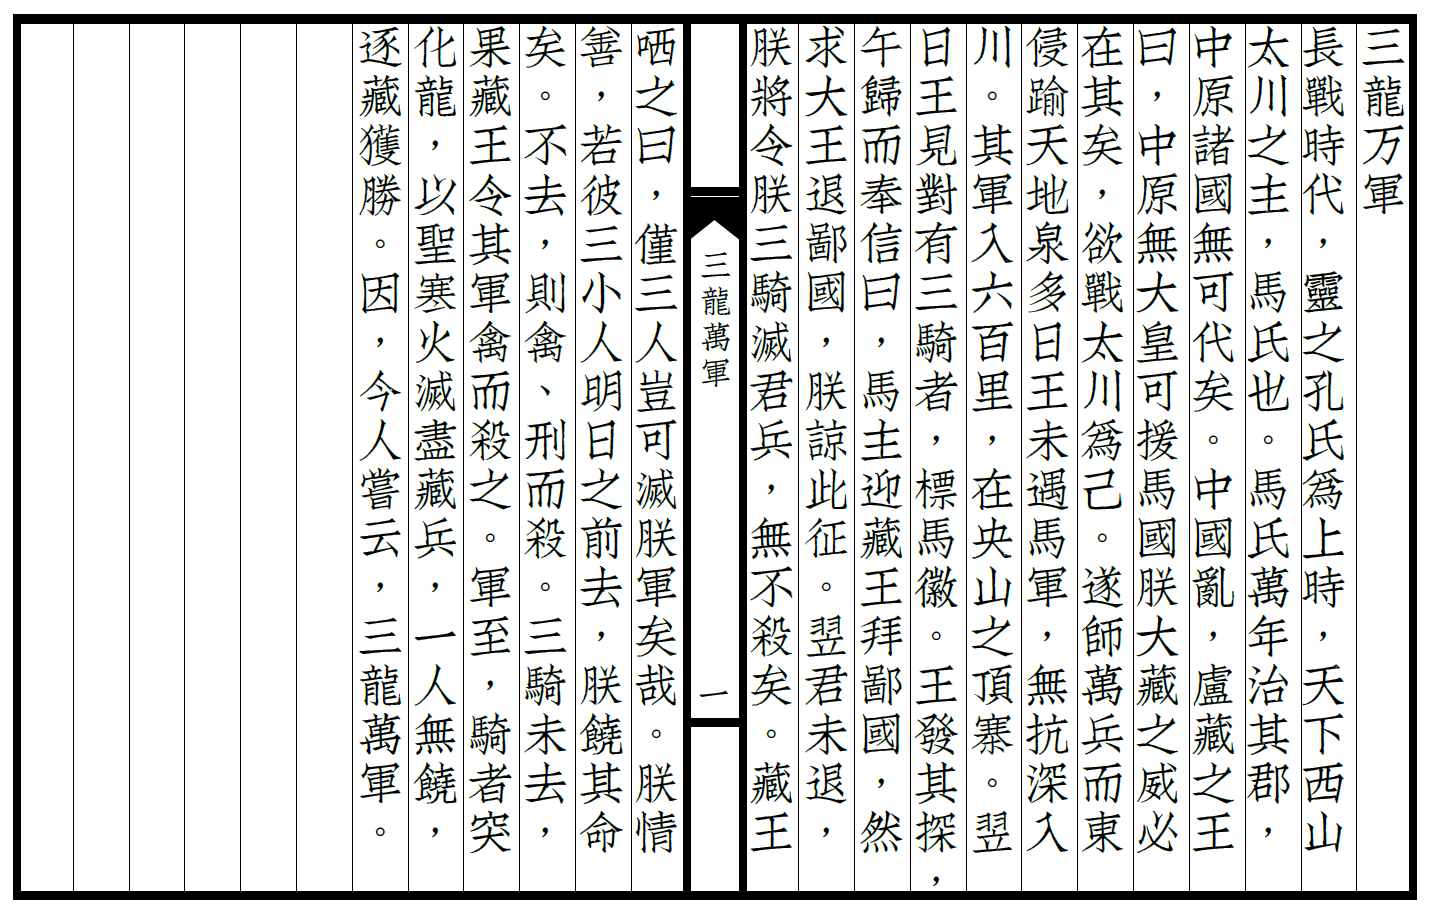 三龍万軍
長戰時代，靈之孔氏爲上時，天下西山
太川之主，馬氏也。馬氏萬年治其郡，
中原諸國無可代矣。中國亂，盧藏之王
曰，中原無大皇可援馬國朕大藏之威必
在其矣，欲戰太川爲己。遂師萬兵而東
侵踰天地泉多日王未遇馬軍，無抗深入
川。其軍入六百里，在央山之頂寨。翌
日王見對有三騎者，標馬徽。王發其探，
午歸而奉信曰，馬主迎藏王拜鄙國，然
求大王退鄙國，朕諒此征。翌君未退，
朕將令朕三騎滅君兵，無不殺矣。藏王
三龍萬軍
一
哂之曰，僅三人豈可滅朕軍矣哉。朕情
善，若彼三小人明日之前去，朕饒其命
矣。不去，則禽、刑而殺。三騎未去，
果藏王令其軍禽而殺之。軍至，騎者突
化龍，以聖寒火滅盡藏兵，一人無饒，
逐藏獲勝。因，今人嘗云，三龍萬軍。